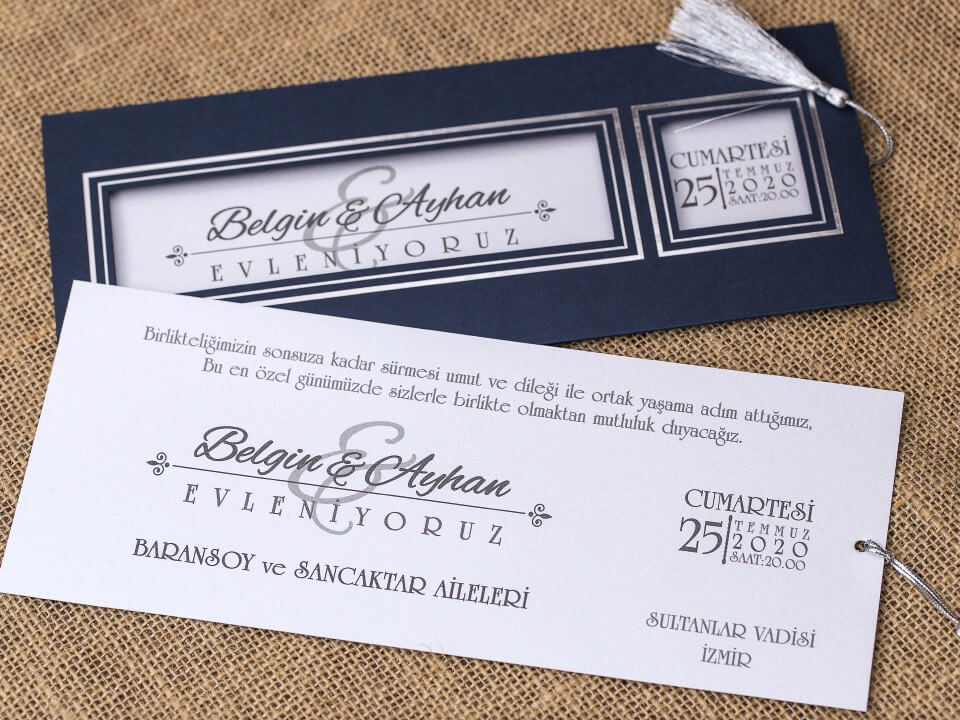 &
Belgin & Ayhan
EVLENİYORUZ
CUMARTESİ
25 TEMMUZ
2020
SAAT:20.00
Birlikteliğimizin sonsuza kadar sürmesi umut ve dileği ile ortak yaşama adım attığımız,
Bu en özel günümüzde sizlerle birlikte olmaktan mutluluk duyacağız.
&
Belgin & Ayhan
EVLENİYORUZ
BARANSOY ve SANCAKTAR AİLELERİ
CUMARTESİ
25 TEMMUZ
2020
SAAT:20.00
SULTANLAR VADİSİ
İZMİR